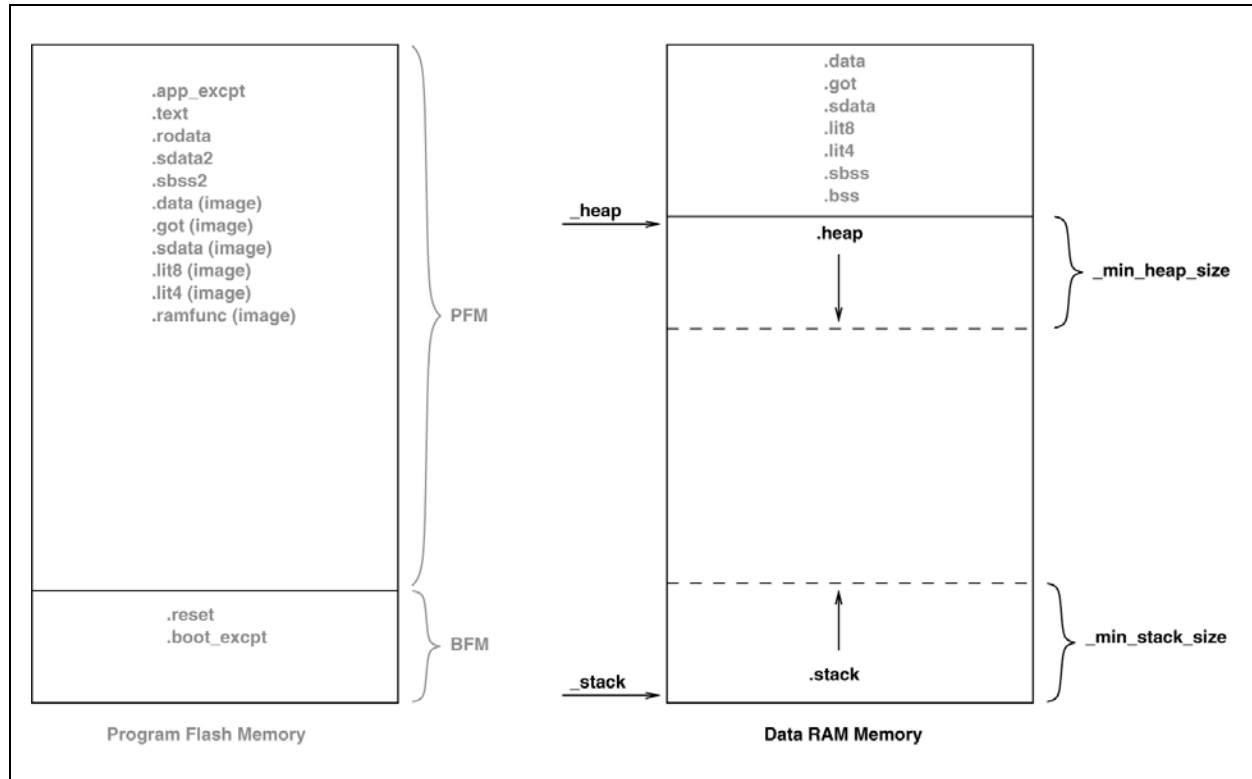 .app_excpt
.text
.rodata
.sdata2
.sbss2
.data (image)
.got (image)
.sdata (image)
.lit8 (image)
.lit4 (image)
.ramfunc (image)
PFM
.reset
.boot_excpt
BFM
Program Flash Memory
.data
.got
.sdata
.lit8
.lit4
.sbss
.bss
_heap
.heap
_min_heap_size
_min_stack_size
.stack
_stack
Data RAM Memory